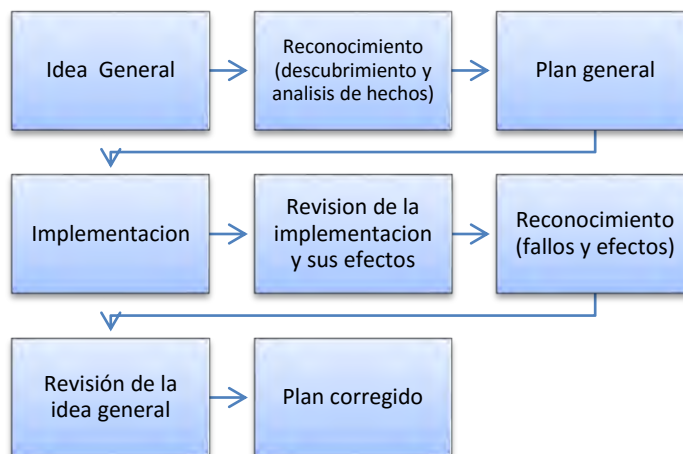 Idea General
Reconocimiento
(descubrimiento y
analisis de hechos)
Plan general
Implementacion
Revision de la
implementacion
y sus efectos
Reconocimiento
(fallos y efectos)
Revisión de la
idea general
Plan corregido